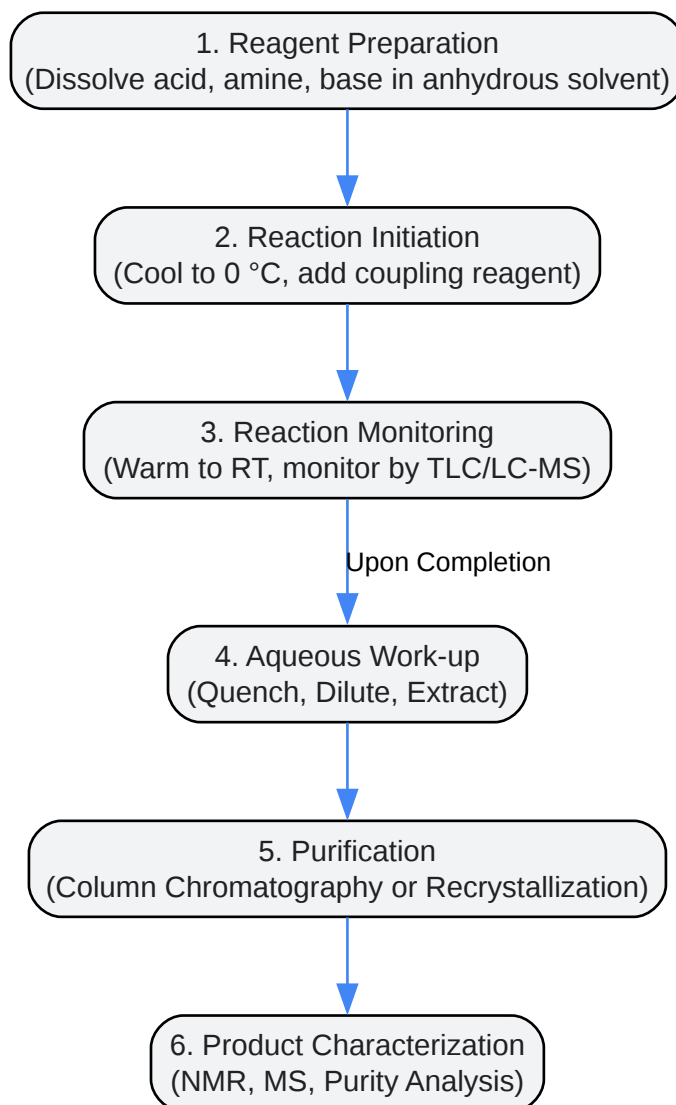 1. Reagent Preparation
(Dissolve acid, amine, base in anhydrous solvent)
2. Reaction Initiation
(Cool to 0 °C, add coupling reagent)
3. Reaction Monitoring
(Warm to RT, monitor by TLC/LC-MS)
Upon Completion
4. Aqueous Work-up
(Quench, Dilute, Extract)
5. Purification
(Column Chromatography or Recrystallization)
6. Product Characterization
(NMR, MS, Purity Analysis)